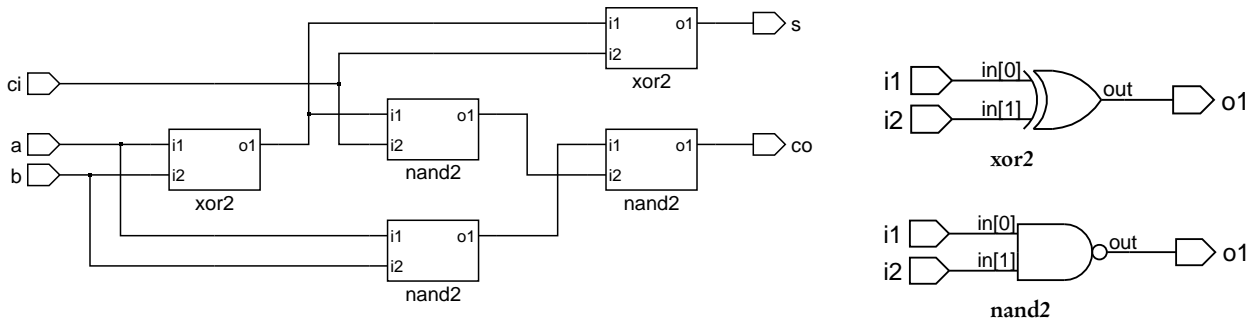 i1 o1 s
i2
xor2
ci
i1 o1
i2
nand2
a
b
i1 o1
i2
xor2
i1 o1 co
i2
nand2
i1 o1
i2
nand2
i1 in[0]
out
i2 in[1] o1
xor2
i1 in[0]
out
i2 in[1] o1
nand2